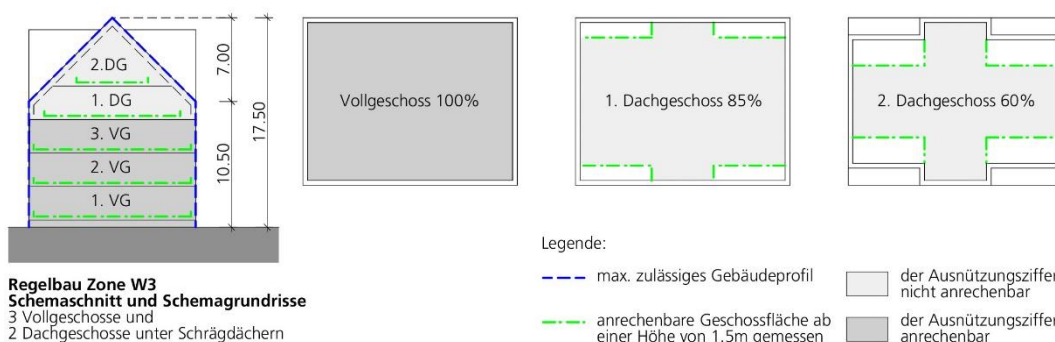 2.DG
1. DG
3. VG
2. VG
1. VG
7.00
10.50
17.50
Vollgeschoss 100%
1. Dachgeschoss 85%
2. Dachgeschoss 60%
Regelbau Zone W3
Schemaschnitt und Schemagrundrisse
3 Vollgeschosse und
2 Dachgeschosse unter Schrägdächern
Legende:
max. zulässiges Gebäudeprofil
anrechenbare Geschossfläche ab
einer Höhe von 1.5m gemessen
der Ausnützungsziffer
nicht anrechenbar
der Ausnützungsziffer
anrechenbar